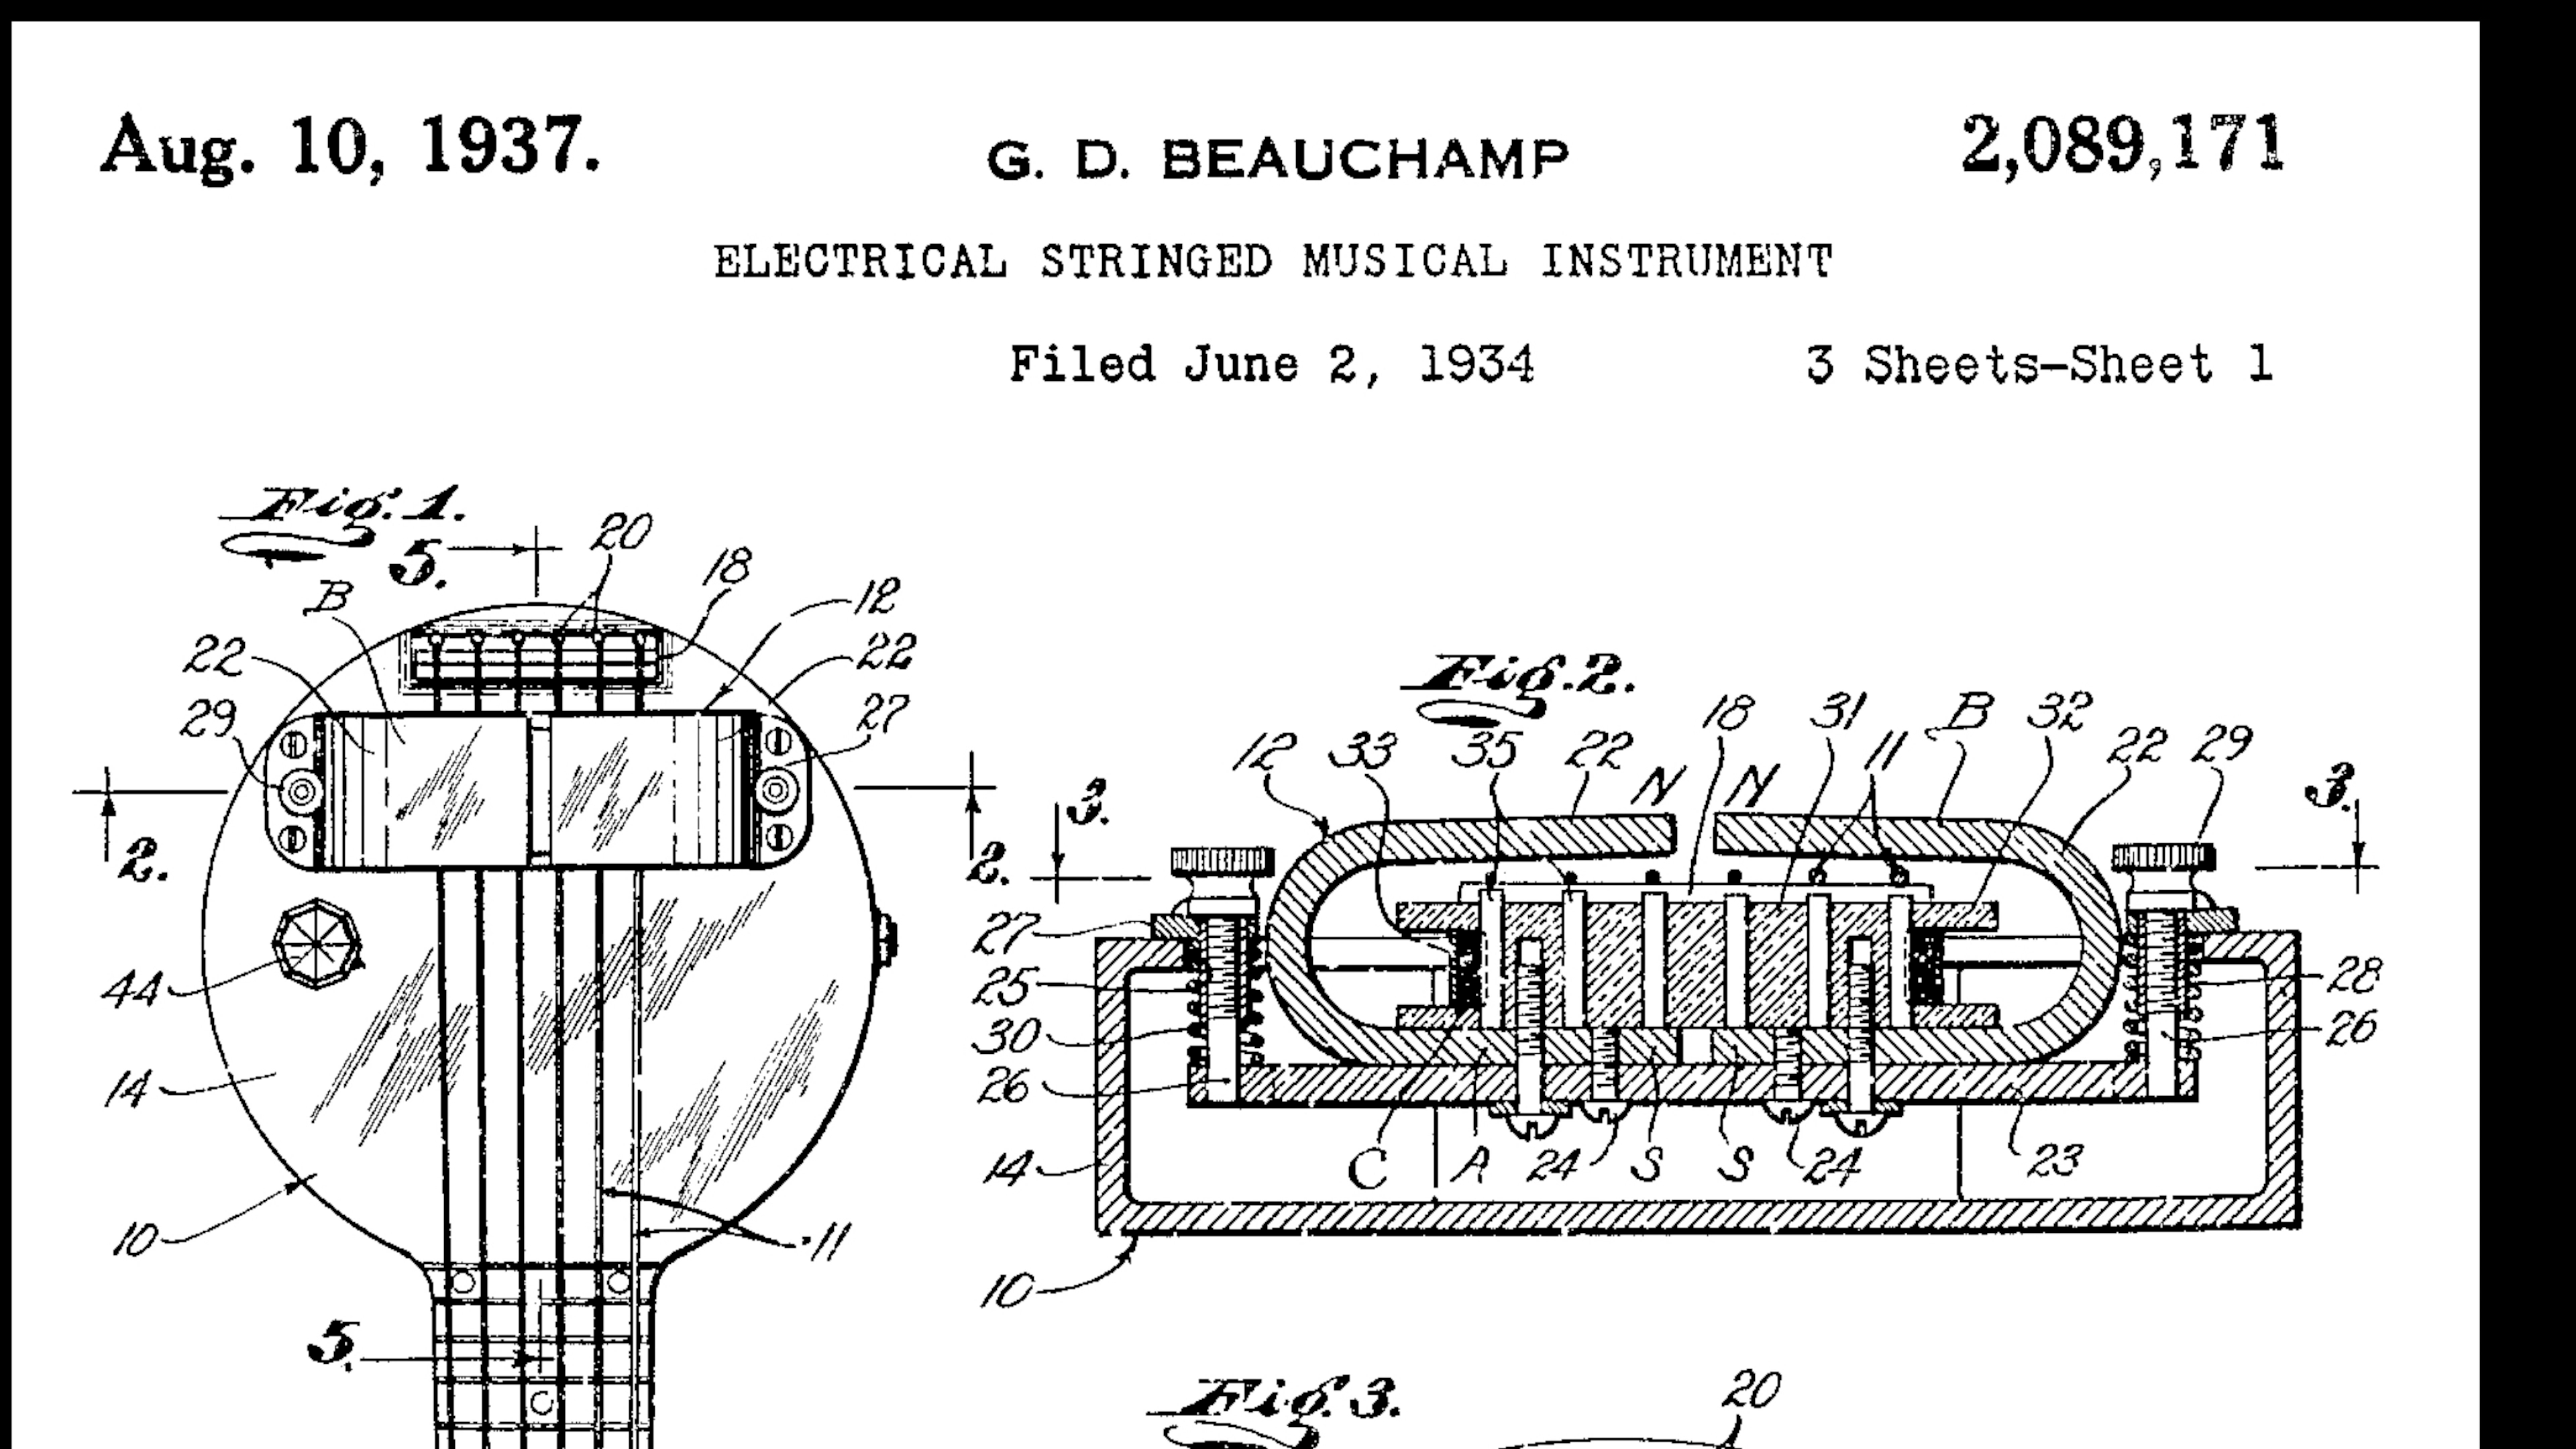 Aug. 10, 1937.
G. D. BEAUCHAMP
2,089,171
ELECTRICAL STRINGED MUSICAL INSTRUMENT
Filed June 2, 1934
3 Sheets-Sheet 1
Fig. 1.
5.
20
18
B
12
22
22
29
27
2.
2.
44
14
10
11
5.
Fig. 2.
12
33
35
22
N
N
18
31
11
B
32
22
29
3.
3.
27
25
28
30
26
26
14
C
A
24
S
S
24
23
10
Fig. 3.
20